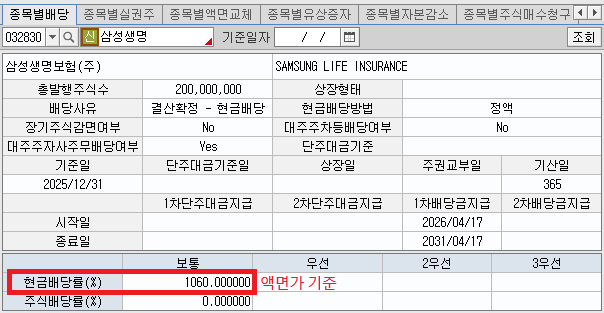 종목별배당 종목별실권주 종목별액면교체 종목별유상증자 종목별자본감소 종목별주식매수청구
032830 신 삼성생명 기준일자 / / 조회
삼성생명보험(주) SAMSUNG LIFE INSURANCE
총발행주식수 200,000,000 상장형태
배당사유 결산확정 - 현금배당 현금배당방법 정액
장기주식감면여부 No 대주주차등배당여부 No
대주주자사주무배당여부 Yes 단주대금기준
기준일 단주대금기준일 상장일 주권교부일 기산일
2025/12/31 365
1차단주대금지급 2차단주대금지급 1차배당금지급 2차배당금지급
시작일 2026/04/17
종료일 2031/04/17
보통 우선 2우선 3우선
현금배당률(%) 1060.000000 액면가 기준
주식배당률(%) 0.000000